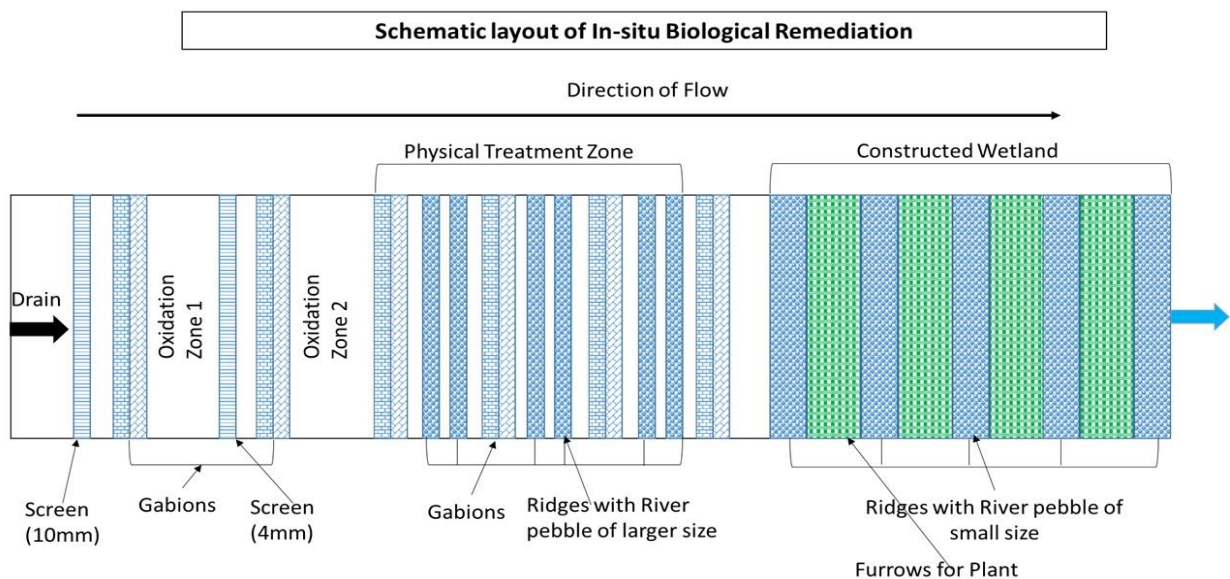 Schematic layout of In-situ Biological Remediation
Direction of Flow
Physical Treatment Zone
Constructed Wetland
Drain
Oxidation
Zone 1
Oxidation
Zone 2
Screen
(10mm)
Gabions
Screen
(4mm)
Gabions
Ridges with River
pebble of larger size
Ridges with River pebble of
small size
Furrows for Plant